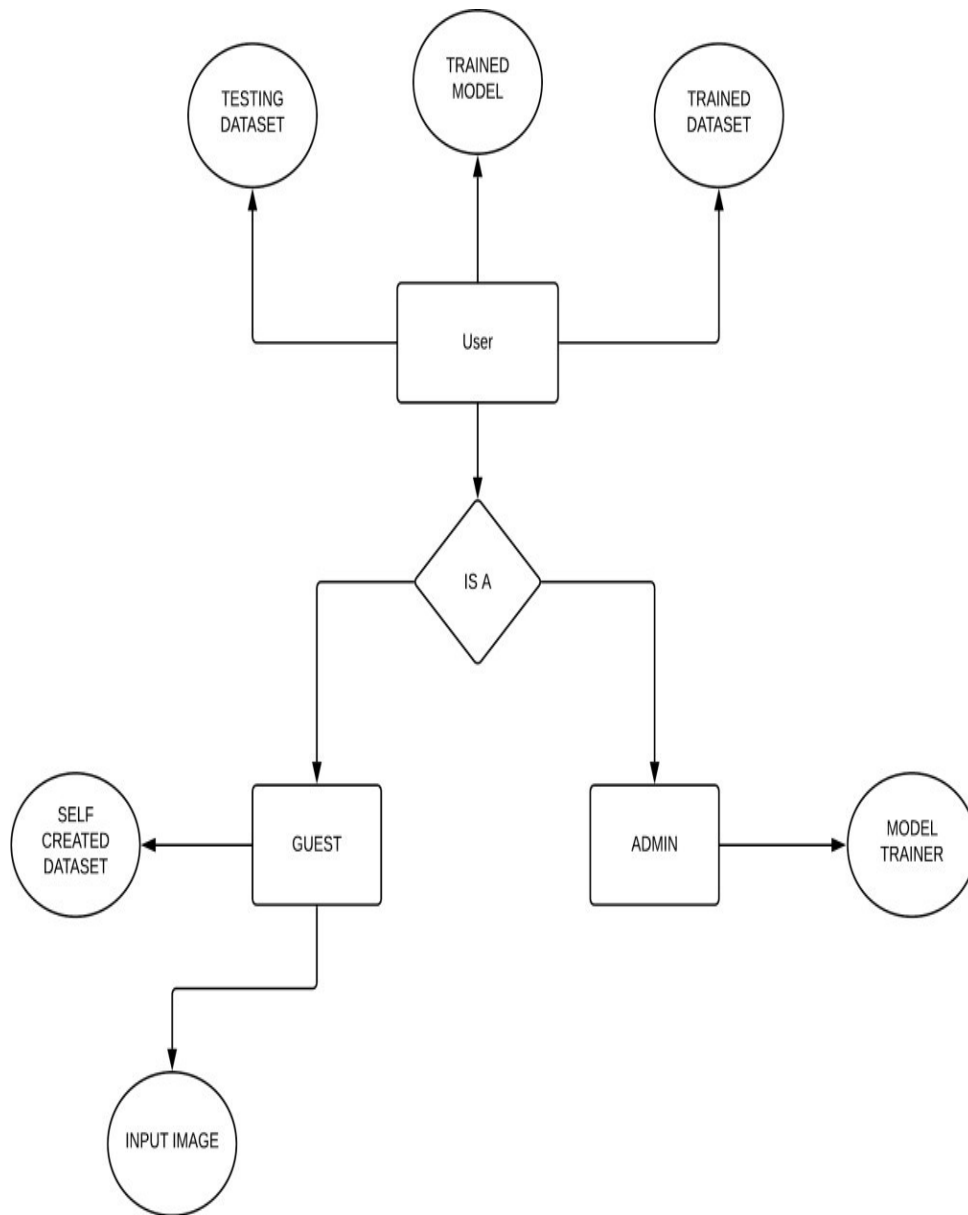 TESTING
DATASET
TRAINED
MODEL
TRAINED
DATASET
User
IS A
SELF
CREATED
DATASET
GUEST
ADMIN
MODEL
TRAINER
INPUT IMAGE